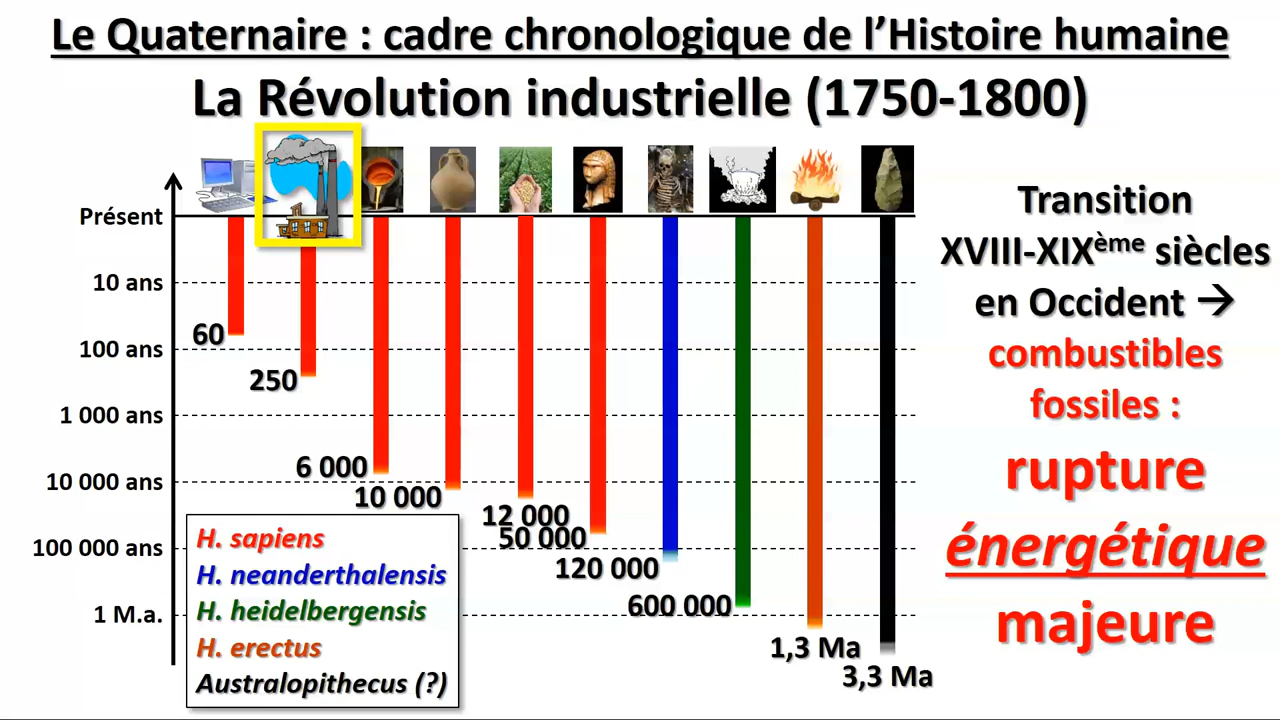 Le Quaternaire : cadre chronologique de l’Histoire humaine
La Révolution industrielle (1750-1800)
Présent
10 ans
100 ans
1 000 ans
10 000 ans
100 000 ans
1 M.a.
60
250
6 000
10 000
12 000
50 000
120 000
600 000
1,3 Ma
3,3 Ma
H. sapiens
H. neanderthalensis
H. heidelbergensis
H. erectus
Australopithecus (?)
Transition
XVIII-XIXème siècles
en Occident →
combustibles
fossiles :
rupture
énergétique
majeure